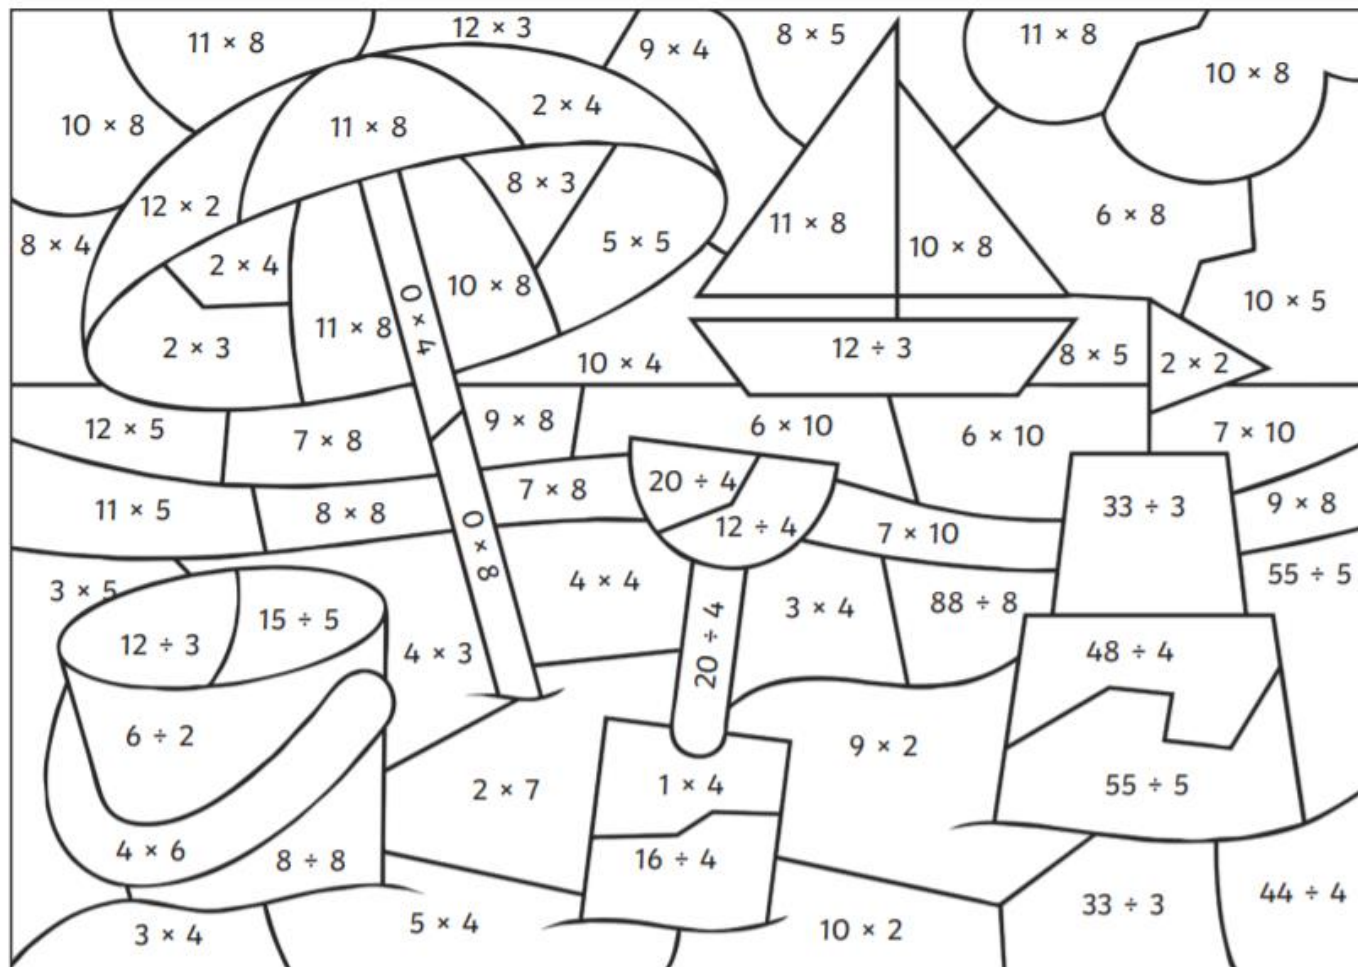 11 × 8
12 × 3
9 × 4
8 × 5
11 × 8
10 × 8
10 × 8
11 × 8
2 × 4
12 × 2
8 × 3
8 × 4
2 × 4
5 × 5
11 × 8
10 × 8
6 × 8
10 × 8
0 × 4
11 × 8
2 × 3
10 × 4
12 ÷ 3
8 × 5
2 × 2
10 × 5
12 × 5
7 × 8
9 × 8
6 × 10
6 × 10
7 × 10
11 × 5
8 × 8
7 × 8
20 ÷ 4
12 ÷ 4
7 × 10
33 ÷ 3
9 × 8
0 × 8
3 × 5
12 ÷ 3
15 ÷ 5
4 × 3
4 × 4
20 ÷ 4
3 × 4
88 ÷ 8
55 ÷ 5
48 ÷ 4
6 ÷ 2
2 × 7
1 × 4
9 × 2
55 ÷ 5
4 × 6
8 ÷ 8
16 ÷ 4
3 × 4
5 × 4
10 × 2
33 ÷ 3
44 ÷ 4